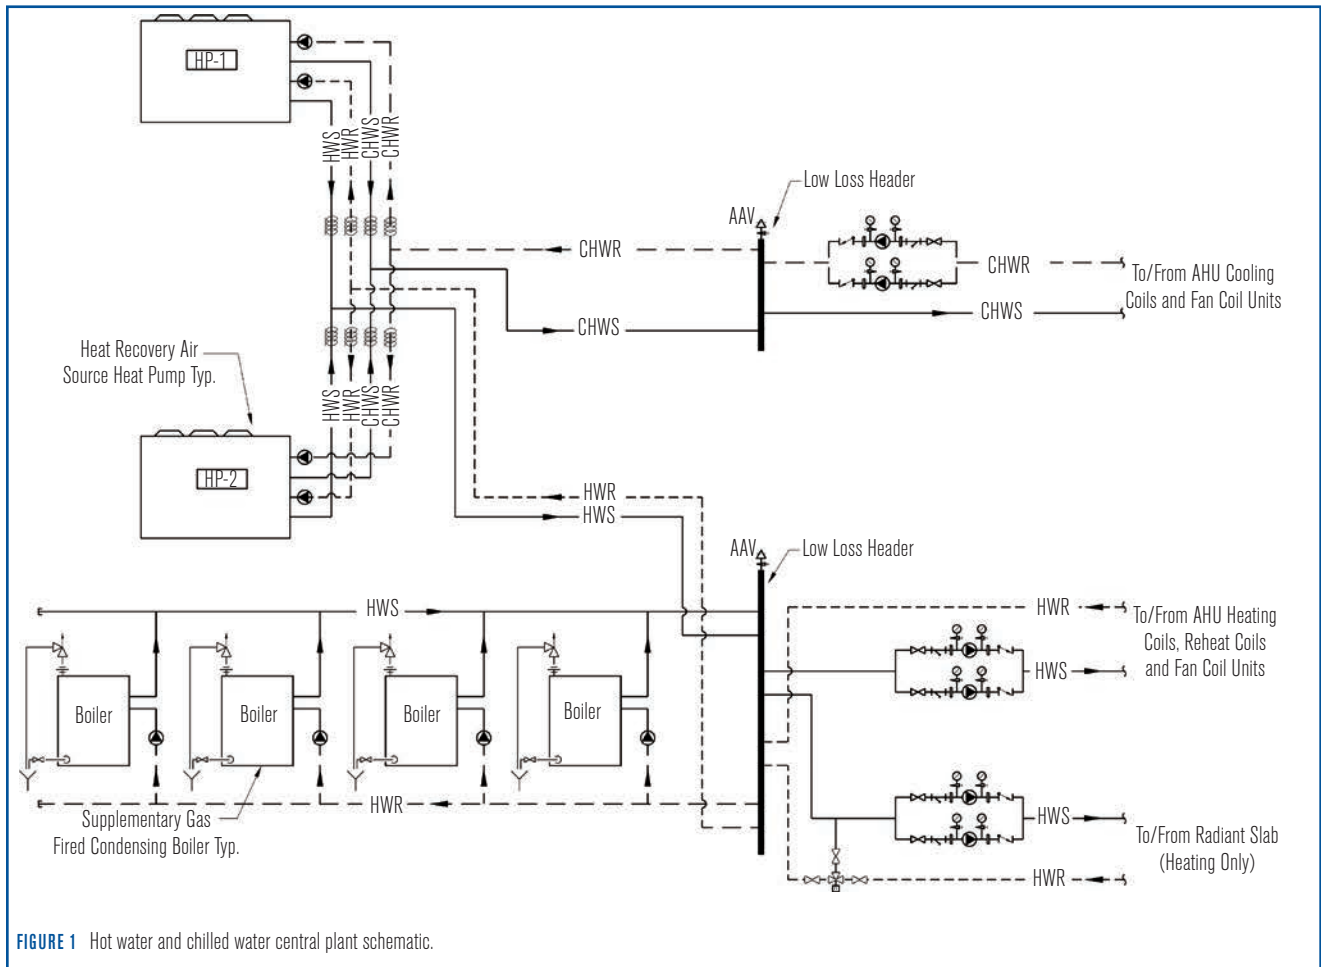 HP-1
HWS
HWR
CHWS
CHWR
Low Loss Header
AAV
CHWR
CHWR
To/From AHU Cooling
Coils and Fan Coil Units
CHWS
CHWS
Heat Recovery Air
Source Heat Pump Typ.
HWS
HWR
CHWS
CHWR
HP-2
HWR
HWS
AAV
Low Loss Header
HWS
HWR
To/From AHU Heating
Coils, Reheat Coils
and Fan Coil Units
HWS
Boiler
Boiler
Boiler
Boiler
HWR
Supplementary Gas
Fired Condensing Boiler Typ.
HWS
To/From Radiant Slab
(Heating Only)
HWR
FIGURE 1 Hot water and chilled water central plant schematic.